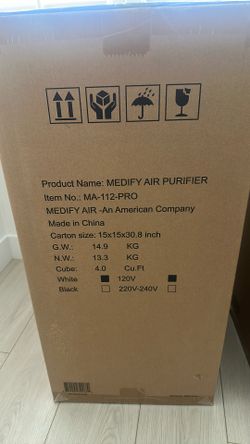 Product Name: MEDIFY AIR PURIFIER
Item No.: MA-112-PRO
MEDIFY AIR -An American Company
Made in China
Carton size: 15x15x30.8 inch
G.W.: 14.9 KG
N.W.: 13.3 KG
Cube: 4.0 Cu.Ft
White 120V
Black 220V-240V